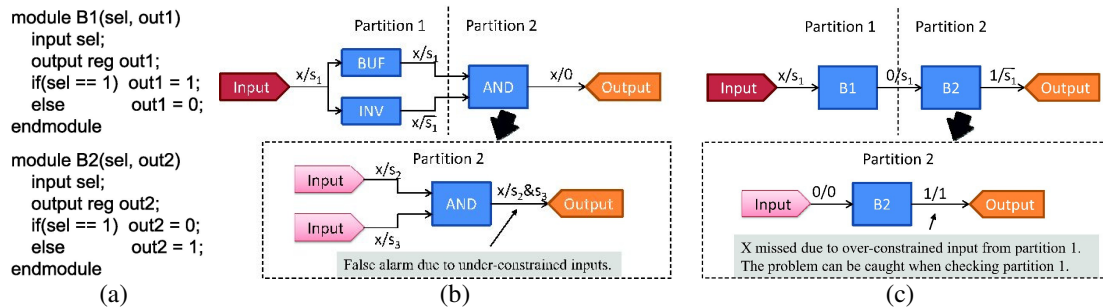 module B1(sel, out1)
input sel;
output reg out1;
if(sel == 1) out1 = 1;
else out1 = 0;
endmodule
module B2(sel, out2)
input sel;
output reg out2;
if(sel == 1) out2 = 0;
else out2 = 1;
endmodule
(a)
Partition 1
Partition 2
Input
x/s₁
BUF
x/s₁
INV
x/s̅₁
AND
x/0
Output
Partition 2
Input
x/s₂
Input
x/s₃
AND
x/s₂&s₃
Output
False alarm due to under-constrained inputs.
(b)
Partition 1
Partition 2
Input
x/s₁
B1
0/s₁
B2
1/s̅₁
Output
Partition 2
Input
0/0
B2
1/1
Output
X missed due to over-constrained input from partition 1.
The problem can be caught when checking partition 1.
(c)